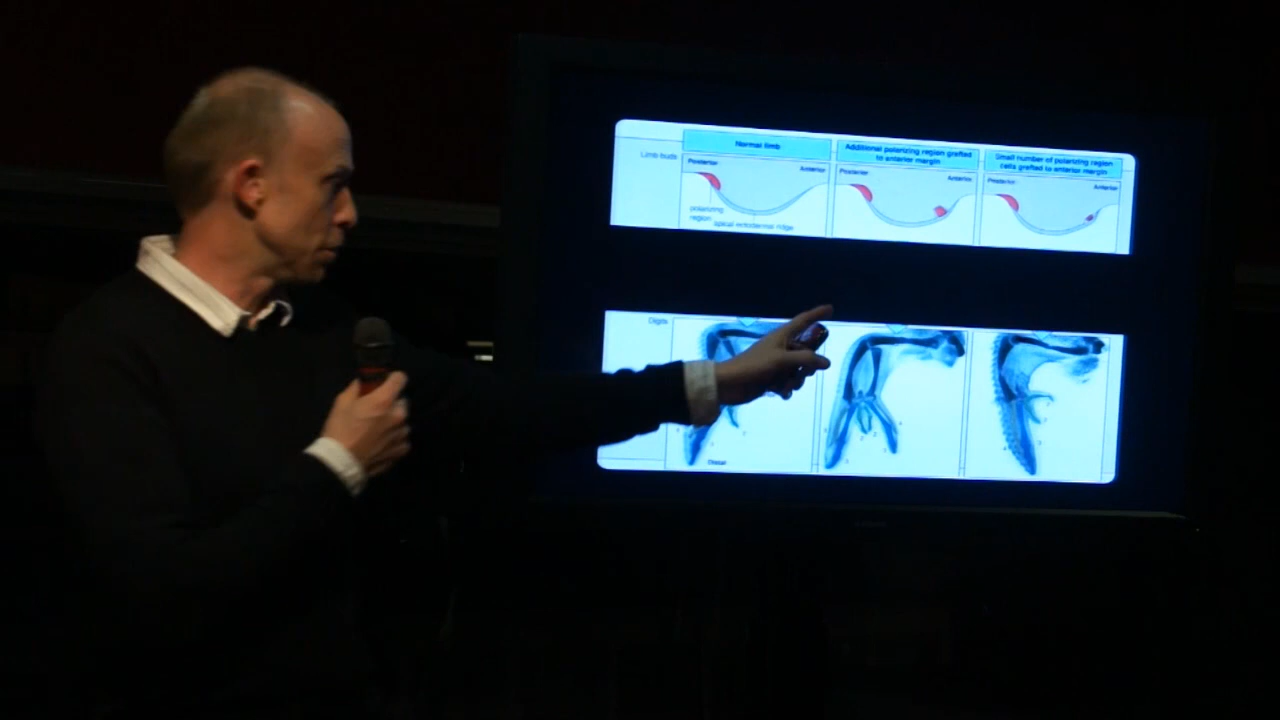 Normal limb
Additional polarizing region grafted
to anterior margin
Small number of polarizing region
cells grafted to anterior margin
Limb-buds
Posterior
Anterior
Posterior
Anterior
Posterior
Anterior
polarizing
region
apical ectodermal ridge
Digits
Distal